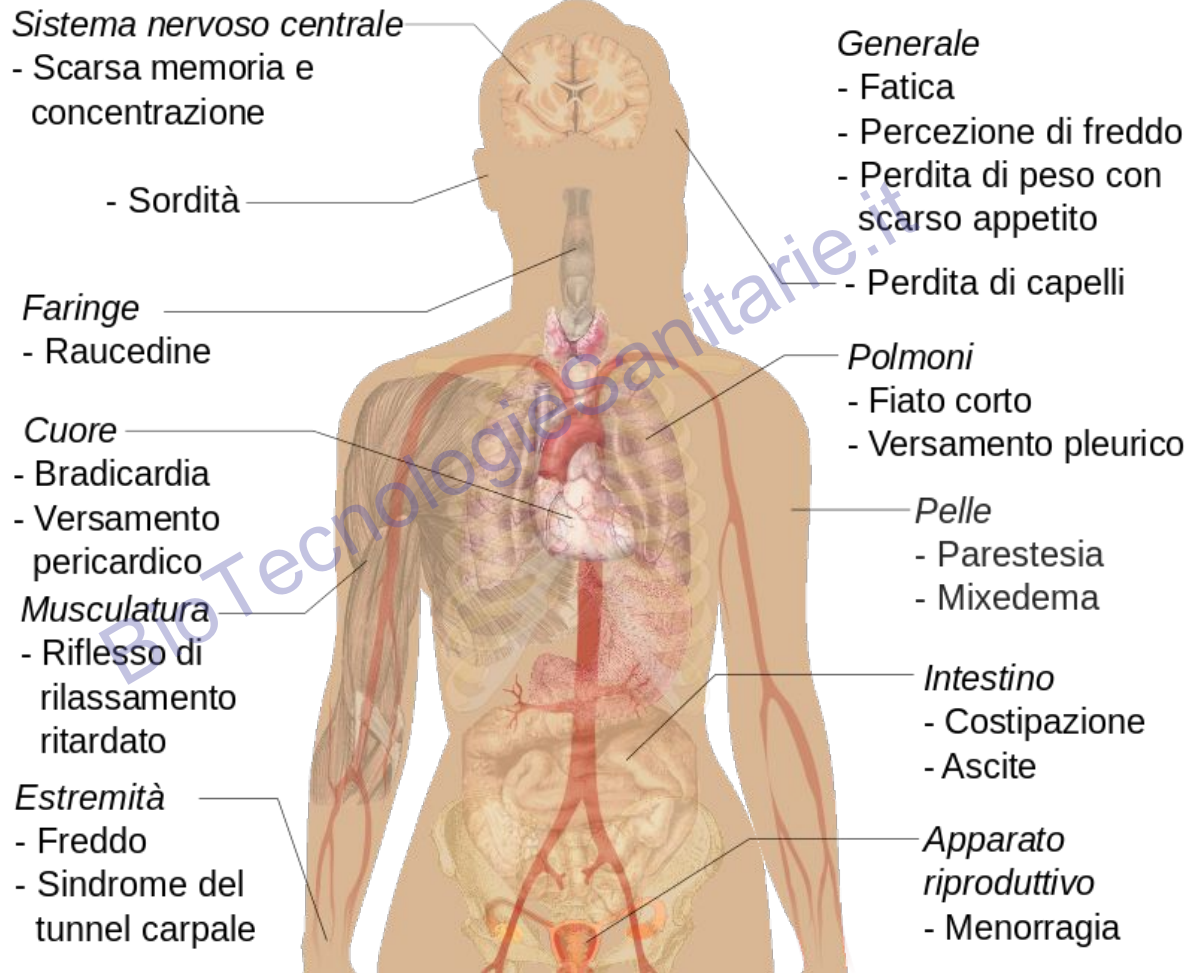 Sistema nervoso centrale
- Scarsa memoria e
concentrazione
- Sordità
Faringe
- Raucedine
Cuore
- Bradicardia
- Versamento
pericardico
Musculatura
- Riflesso di
rilassamento
ritardato
Estremità
- Freddo
- Sindrome del
tunnel carpale
Generale
- Fatica
- Percezione di freddo
- Perdita di peso con
scarso appetito
- Perdita di capelli
Polmoni
- Fiato corto
- Versamento pleurico
Pelle
- Parestesia
- Mixedema
Intestino
- Costipazione
- Ascite
Apparato
riproduttivo
- Menorragia
BioTecnologieSanitarie.it